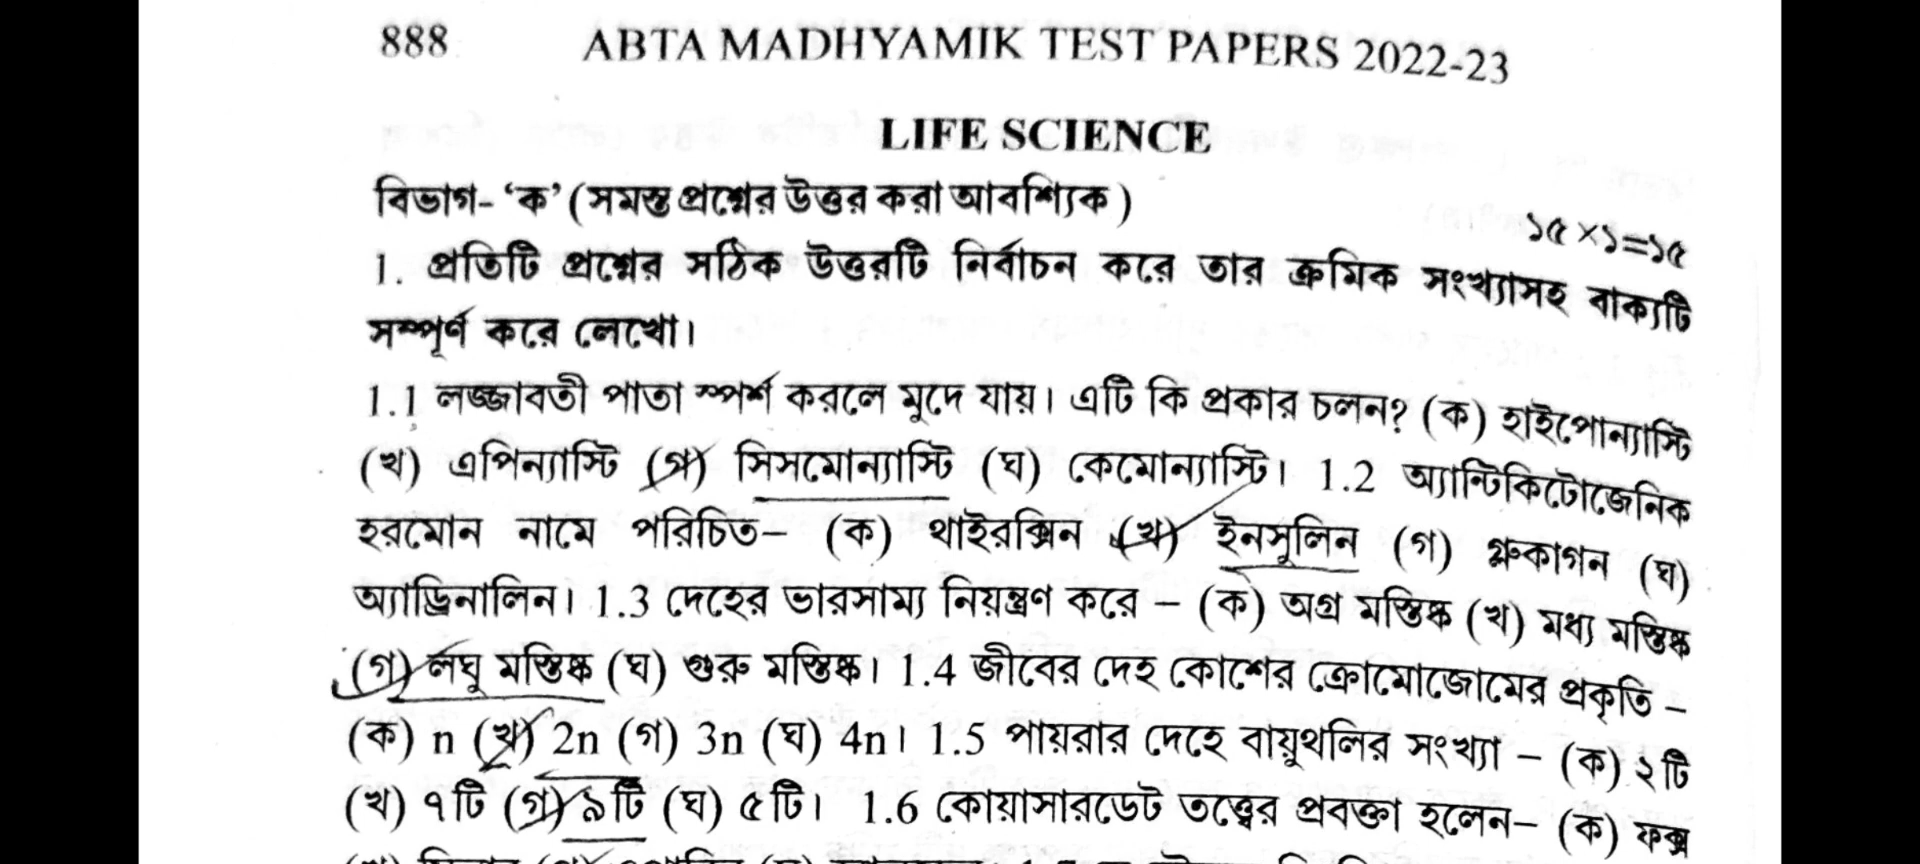 888 ABTA MADHYAMIK TEST PAPERS 2022-23
LIFE SCIENCE
বিভাগ- ‘ক’ (সমস্ত প্রশ্নের উত্তর করা আবশ্যিক)
১৫×১=১৫
1. প্রতিটি প্রশ্নের সঠিক উত্তরটি নির্বাচন করে তার ক্রমিক সংখ্যাসহ বাক্যটি
সম্পূর্ণ করে লেখো।
1.1 লজ্জাবতী পাতা স্পর্শ করলে মুদে যায়। এটি কি প্রকার চলন? (ক) হাইপোন্যাস্টি
(খ) এপিন্যাস্টি (গ) সিসমোন্যাস্টি (ঘ) কেমোন্যাস্টি। 1.2 অ্যান্টিকিটোজেনিক
হরমোন নামে পরিচিত– (ক) থাইরক্সিন (খ) ইনসুলিন (গ) গ্লুকাগন (ঘ)
অ্যাড্রিনালিন। 1.3 দেহের ভারসাম্য নিয়ন্ত্রণ করে – (ক) অগ্র মস্তিষ্ক (খ) মধ্য মস্তিষ্ক
(গ) লঘু মস্তিষ্ক (ঘ) গুরু মস্তিষ্ক। 1.4 জীবের দেহ কোশের ক্রোমোজোমের প্রকৃতি –
(ক) n (খ) 2n (গ) 3n (ঘ) 4n। 1.5 পায়রার দেহে বায়ুথলির সংখ্যা – (ক) ২টি
(খ) ৭টি (গ) ৯টি (ঘ) ৫টি। 1.6 কোয়াসারডেট তত্ত্বের প্রবক্তা হলেন– (ক) ফক্স